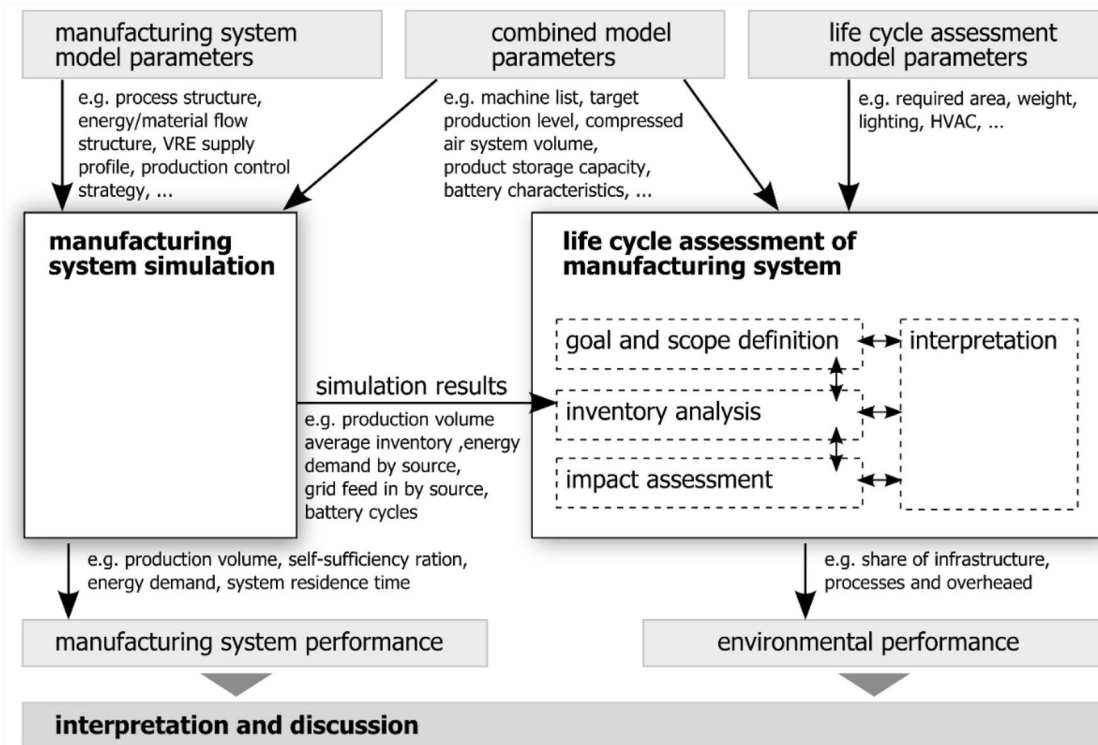 manufacturing system
model parameters
combined model
parameters
life cycle assessment
model parameters
e.g. process structure,
energy/material flow
structure, VRE supply
profile, production control
strategy, ...
e.g. machine list, target
production level, compressed
air system volume,
product storage capacity,
battery characteristics, ...
e.g. required area, weight,
lighting, HVAC, ...
manufacturing
system simulation
life cycle assessment of
manufacturing system
goal and scope definition
interpretation
inventory analysis
impact assessment
simulation results
e.g. production volume
average inventory ,energy
demand by source,
grid feed in by source,
battery cycles
e.g. production volume, self-sufficiency ration,
energy demand, system residence time
e.g. share of infrastructure,
processes and overheaed
manufacturing system performance
environmental performance
interpretation and discussion